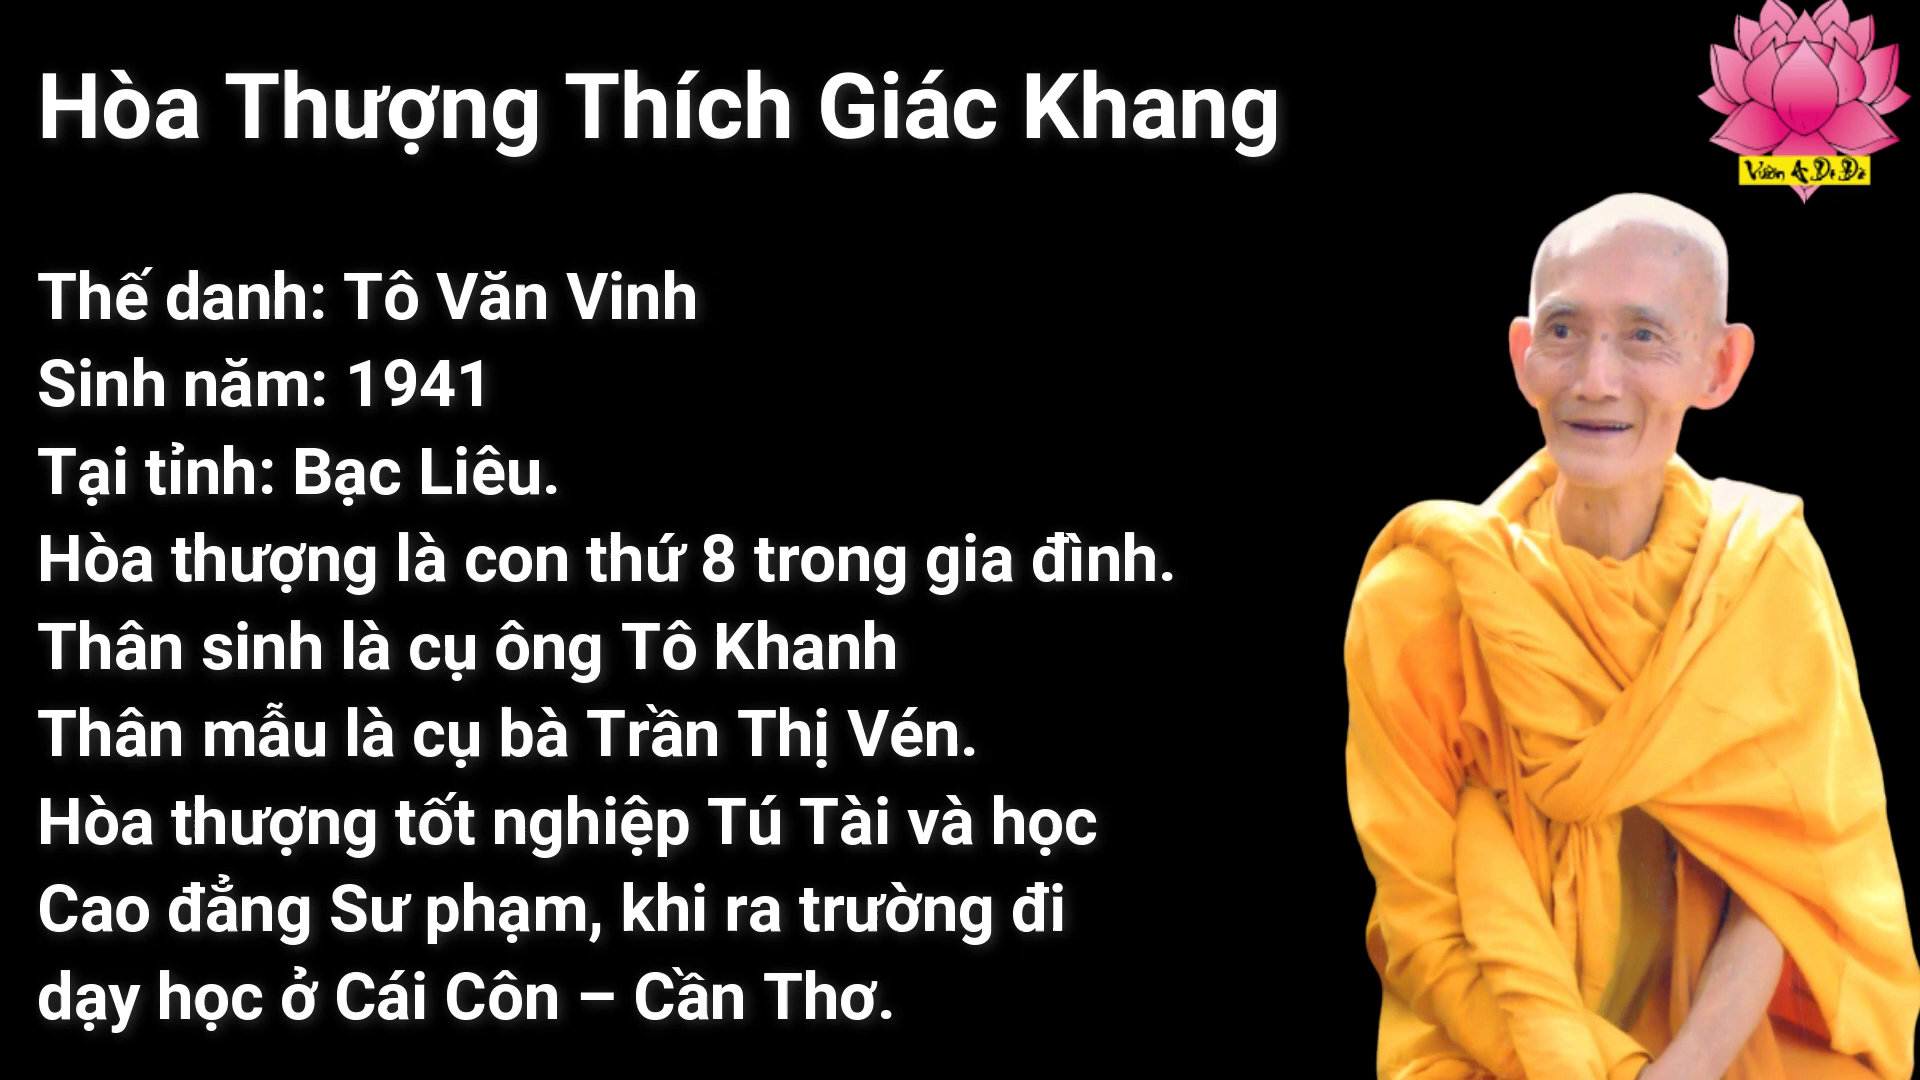 Hòa Thượng Thích Giác Khang
Vườn A Di Đà
Thế danh: Tô Văn Vinh
Sinh năm: 1941
Tại tỉnh: Bạc Liêu.
Hòa thượng là con thứ 8 trong gia đình.
Thân sinh là cụ ông Tô Khanh
Thân mẫu là cụ bà Trần Thị Vén.
Hòa thượng tốt nghiệp Tú Tài và học
Cao đẳng Sư phạm, khi ra trường đi
dạy học ở Cái Côn – Cần Thơ.